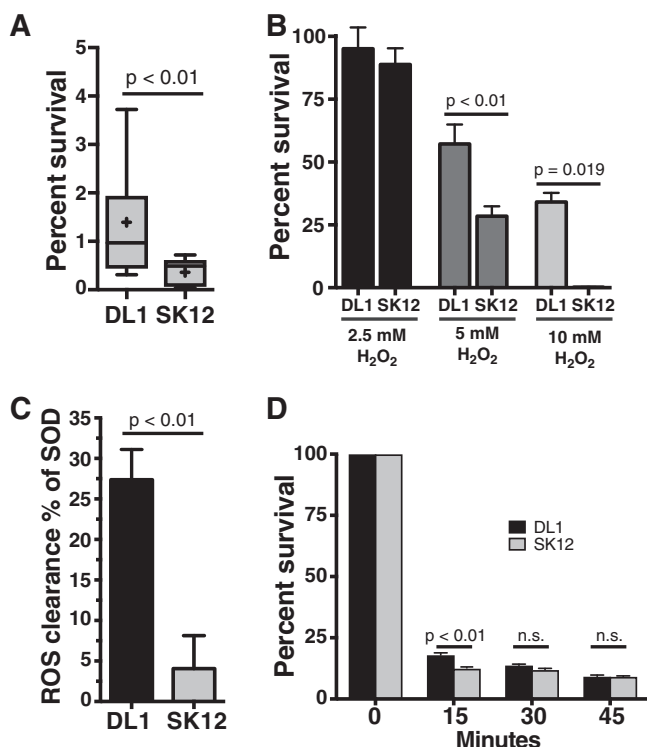 A
Percent survival
5
4
3
2
1
0
p < 0.01
DL1 SK12
B
Percent survival
100
75
50
25
0
p < 0.01
p = 0.019
DL1 SK12 DL1 SK12 DL1 SK12
2.5 mM H₂O₂
5 mM H₂O₂
10 mM H₂O₂
C
ROS clearance % of SOD
35
30
25
20
15
10
5
0
p < 0.01
DL1 SK12
D
Percent survival
100
75
50
25
0
DL1
SK12
p < 0.01 n.s. n.s.
0 15 30 45
Minutes